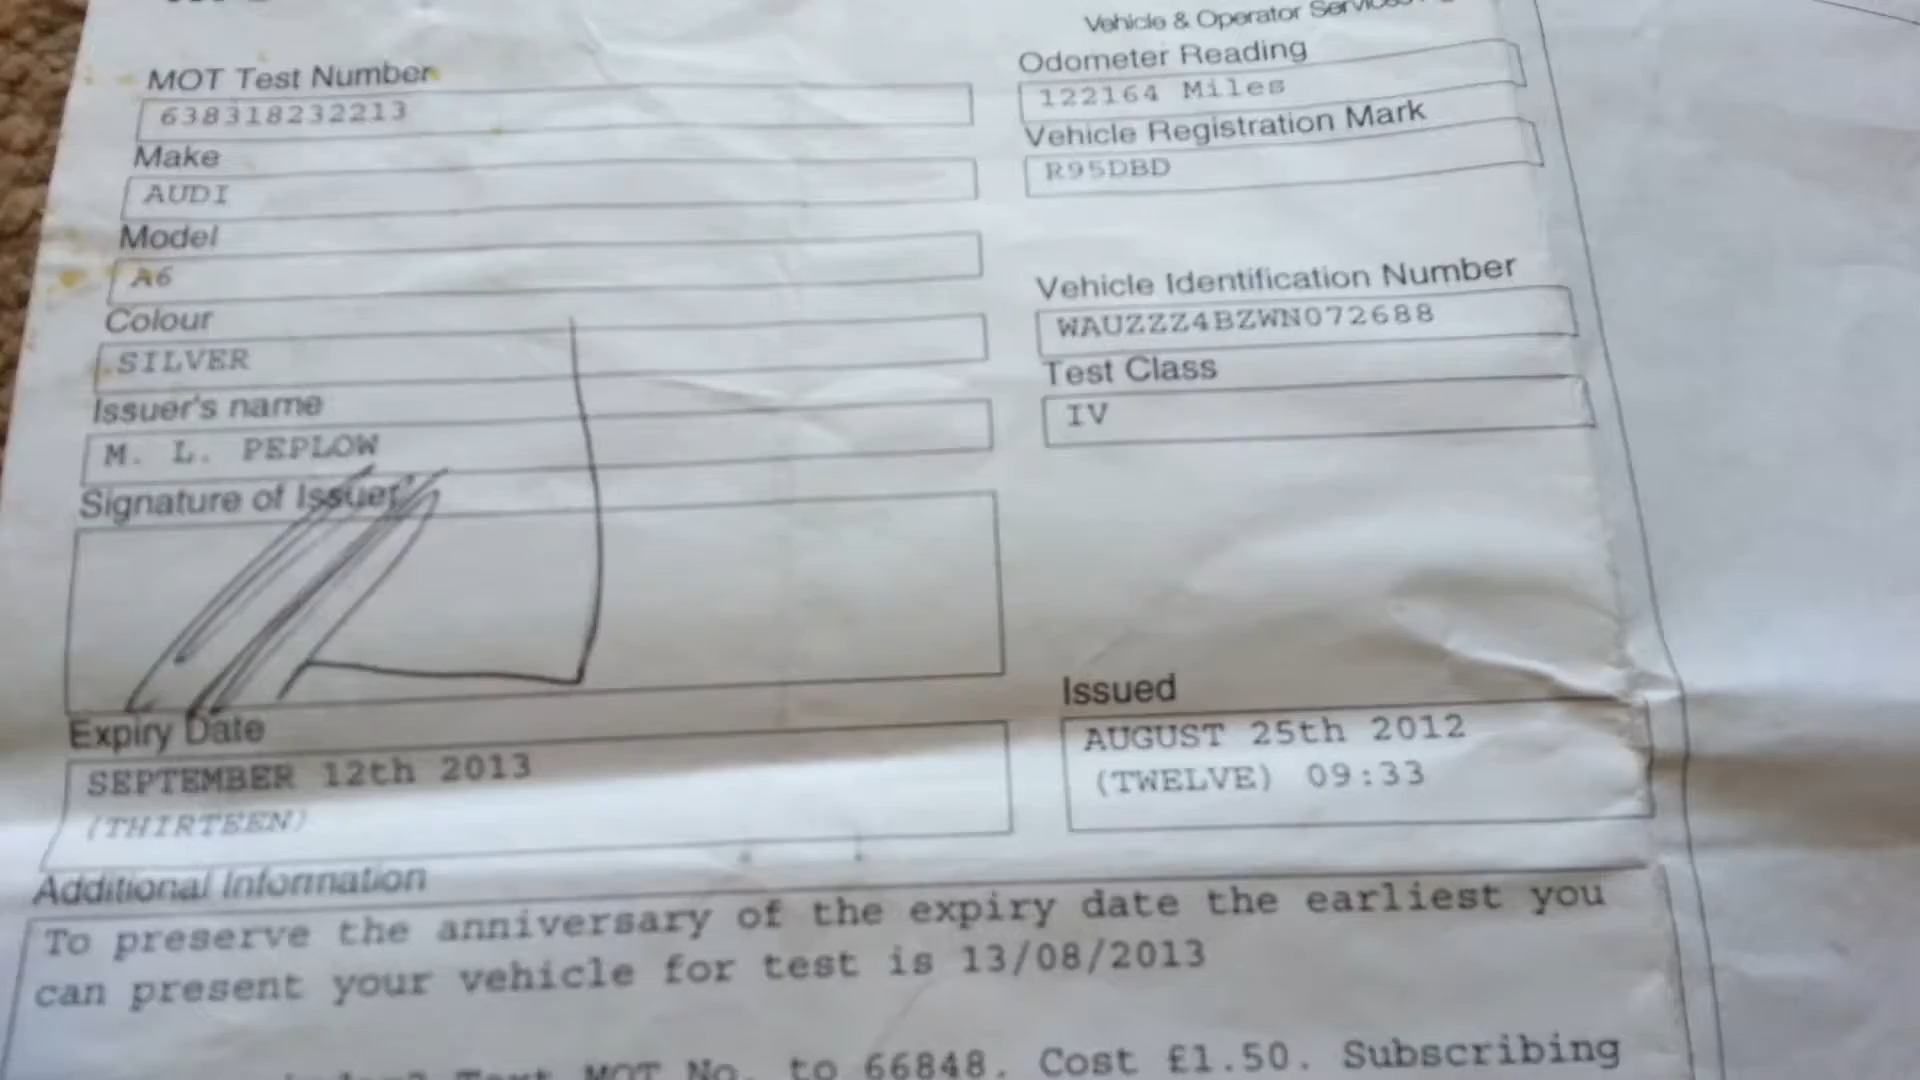 Vehicle & Operator
MOT Test Number
638318232213
Odometer Reading
122164 Miles
Make
AUDI
Vehicle Registration Mark
R95DBD
Model
A6
Colour
SILVER
Vehicle Identification Number
WAUZZZ4BZWN072688
Issuer's name
M. L. PEPLOW
Test Class
IV
Signature of Issuer
Expiry Date
SEPTEMBER 12th 2013
(THIRTEEN)
Issued
AUGUST 25th 2012
(TWELVE) 09:33
Additional Information
To preserve the anniversary of the expiry date the earliest you
can present your vehicle for test is 13/08/2013
Text MOT No. to 66848. Cost £1.50. Subscribing